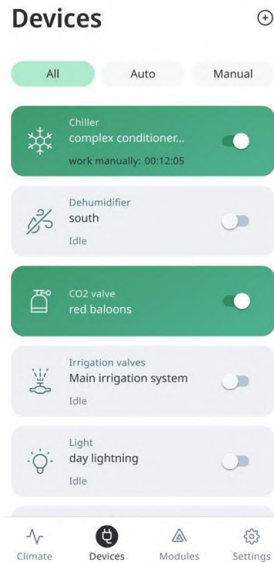 Devices
All Auto Manual
Chiller
complex conditioner...
work manually: 00:12:05
Dehumidifier
south
Idle
CO2 valve
red baloons
Irrigation valves
Main irrigation system
Idle
Light
day lightning
Idle
Climate Devices Modules Settings